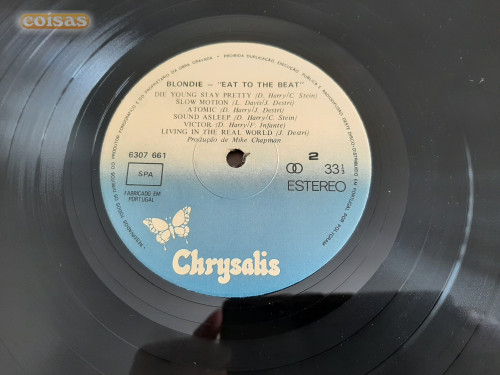 coisas
BLONDIE – "EAT TO THE BEAT"
DIE YOUNG STAY PRETTY (D. Harry/C. Stein)
SLOW MOTION (L. Davis/J. Destri)
ATOMIC (D. Harry/J. Destri)
SOUND ASLEEP (D. Harry/C. Stein)
VICTOR (D. Harry/F. Infante)
LIVING IN THE REAL WORLD (J. Destri)
Produção de Mike Chapman
6307 661
SPA
FABRICADO EM
PORTUGAL
2
33 1/3
ESTEREO
Chrysalis